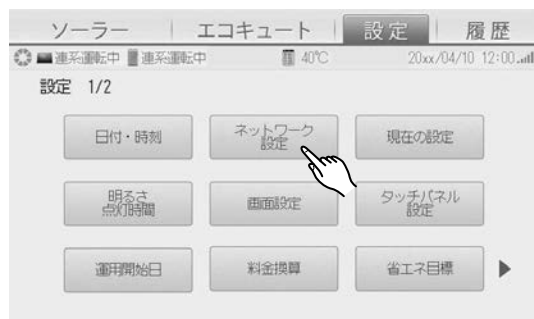 ソーラー エコキュート 設定 履歴
連系運転中 連系運転中 40℃ 20xx/04/10 12:00
設定 1/2
日付・時刻 ネットワーク設定 現在の設定
明るさ点灯時間 画面設定 タッチパネル設定
運用開始日 料金換算 省エネ目標